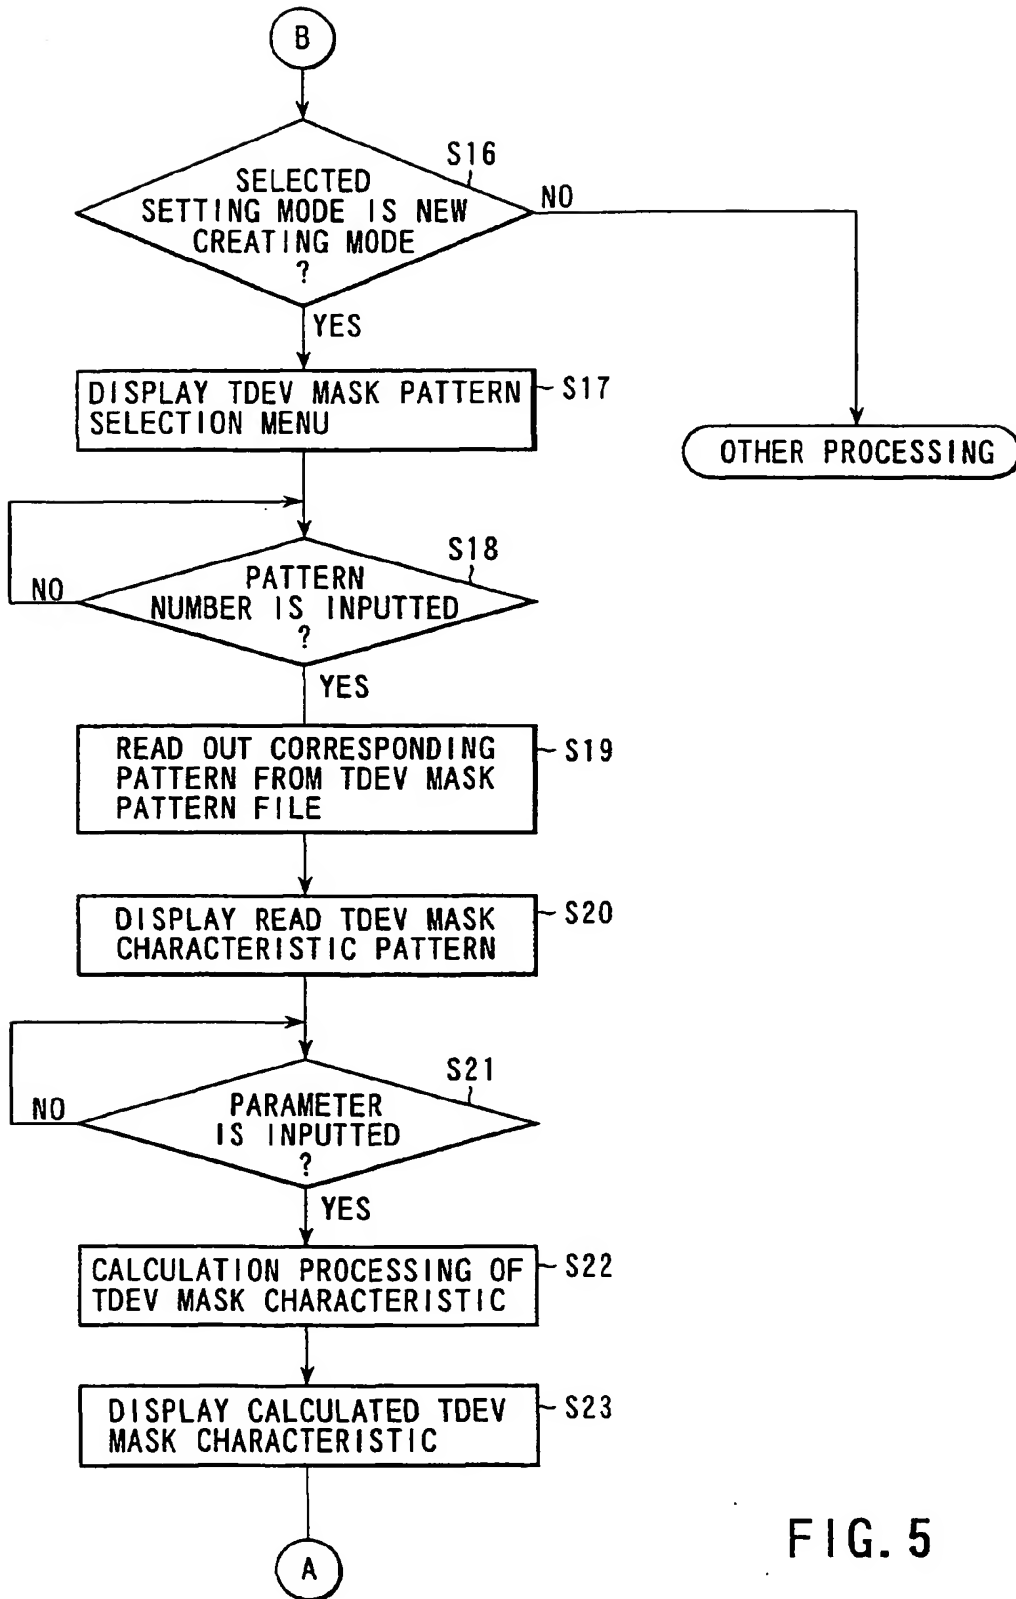 B
S16
SELECTED
SETTING MODE IS NEW
CREATING MODE
?
NO
YES
DISPLAY TDEV MASK PATTERN
SELECTION MENU
S17
OTHER PROCESSING
S18
PATTERN
NUMBER IS INPUTTED
?
NO
YES
READ OUT CORRESPONDING
PATTERN FROM TDEV MASK
PATTERN FILE
S19
DISPLAY READ TDEV MASK
CHARACTERISTIC PATTERN
S20
S21
PARAMETER
IS INPUTTED
?
NO
YES
CALCULATION PROCESSING OF
TDEV MASK CHARACTERISTIC
S22
DISPLAY CALCULATED TDEV
MASK CHARACTERISTIC
S23
A
FIG. 5